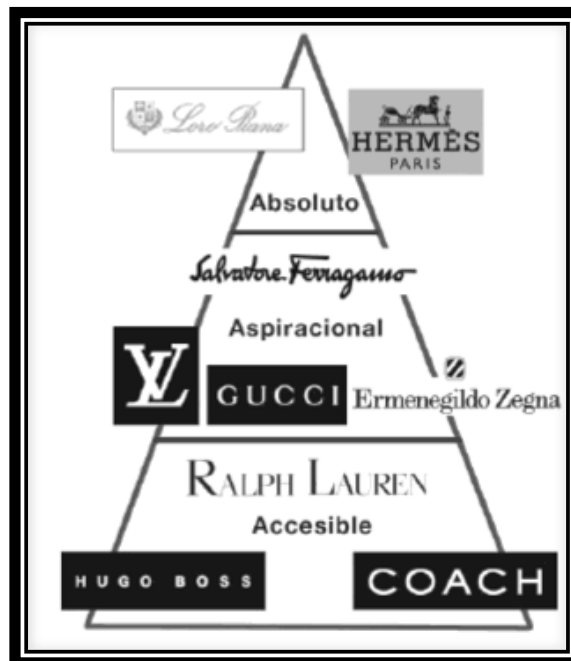 Loro Piana
HERMÈS
PARIS
Absoluto
Salvatore Ferragamo
Aspiracional
LV
GUCCI
Ermenegildo Zegna
RALPH LAUREN
Accesible
HUGO BOSS
COACH